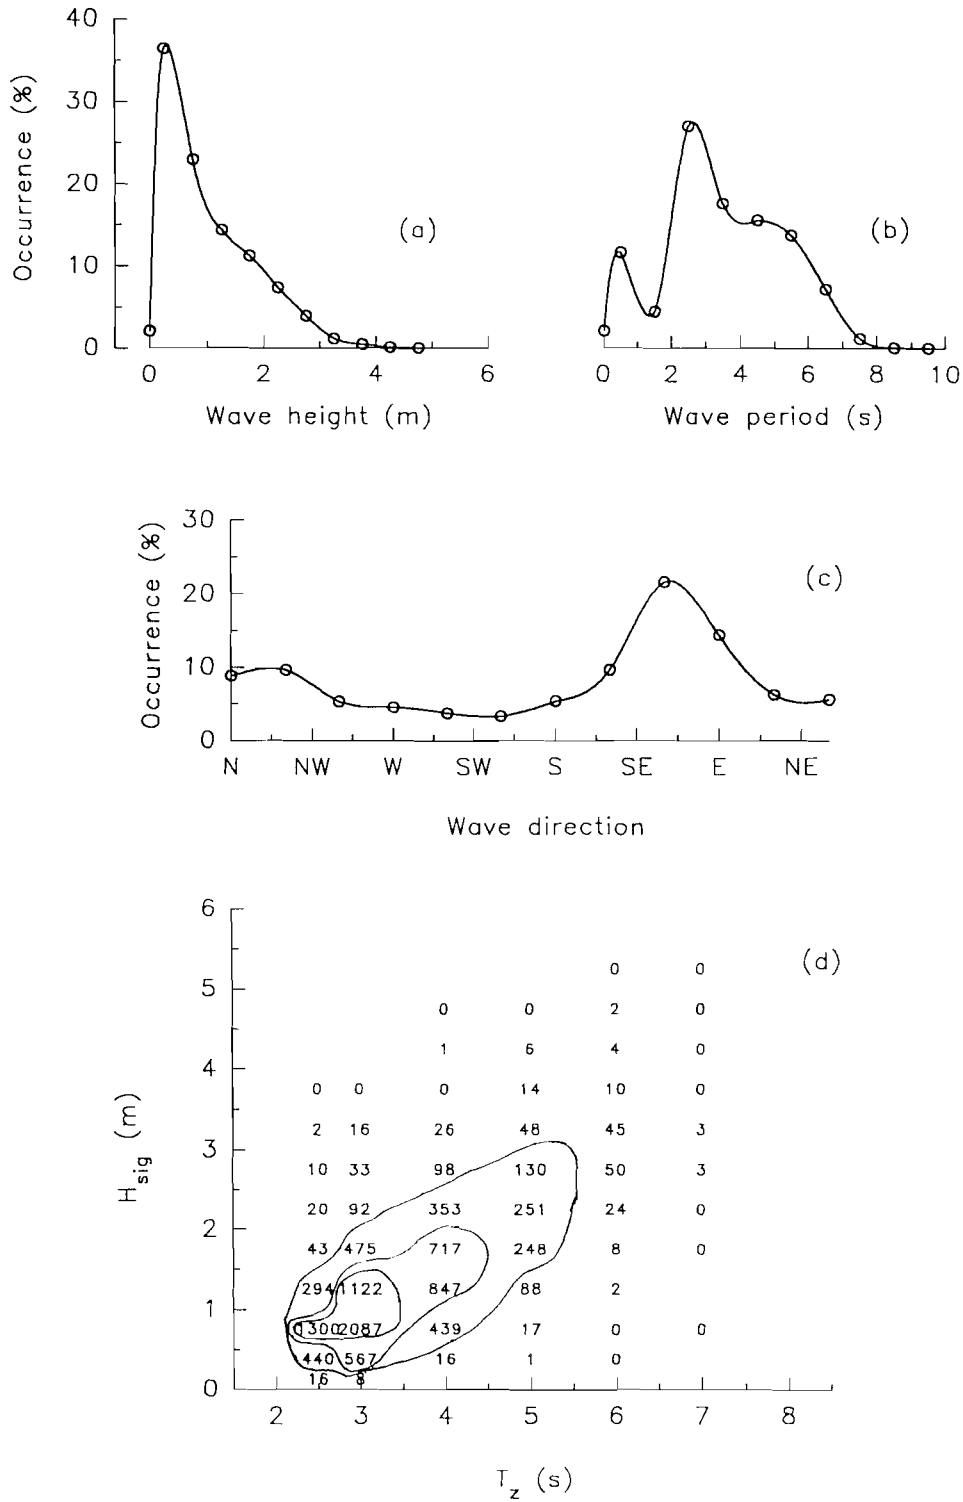 40
30
20
10
0
Occurrence (%)
(a)
0 2 4 6
Wave height (m)
(b)
0 2 4 6 8 10
Wave period (s)
30
20
10
0
Occurrence (%)
(c)
N NW W SW S SE E NE
Wave direction
6
5
4
3
2
1
0
H_sig (m)
(d)
0 0
0 0 2 0
1 6 4 0
0 0 0 14 10 0
2 16 26 48 45 3
10 33 98 130 50 3
20 92 353 251 24 0
43 475 717 248 8 0
294 1122 847 88 2
1300 2087 439 17 0 0
440 567 16 1 0
16 8
2 3 4 5 6 7 8
T_z (s)